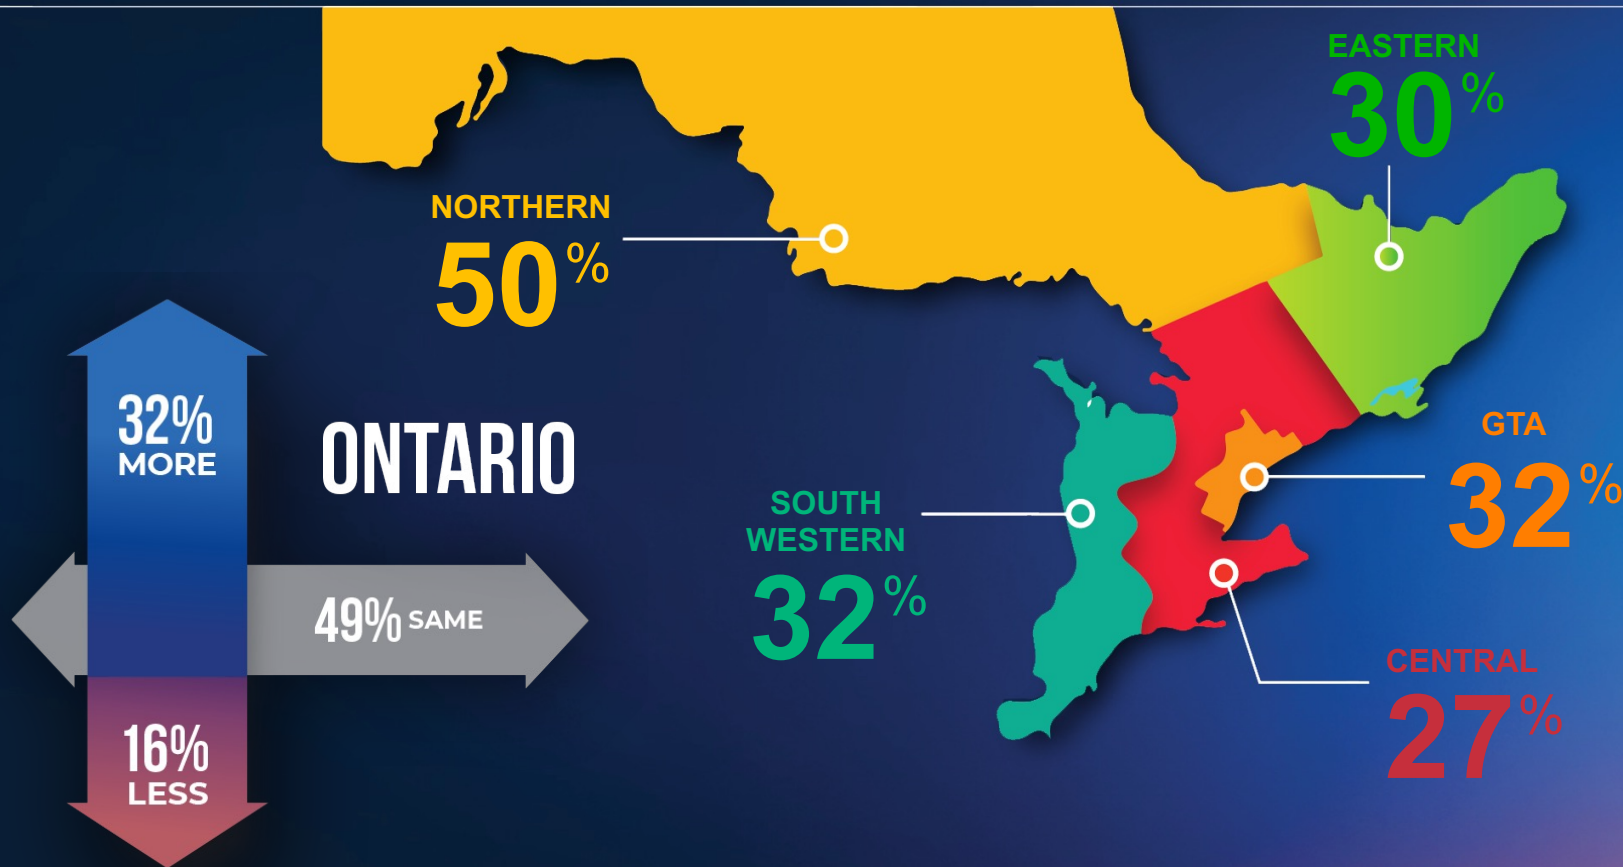 EASTERN
30%
NORTHERN
50%
32%
MORE
ONTARIO
GTA
32%
SOUTH
WESTERN
32%
49% SAME
CENTRAL
27%
16%
LESS